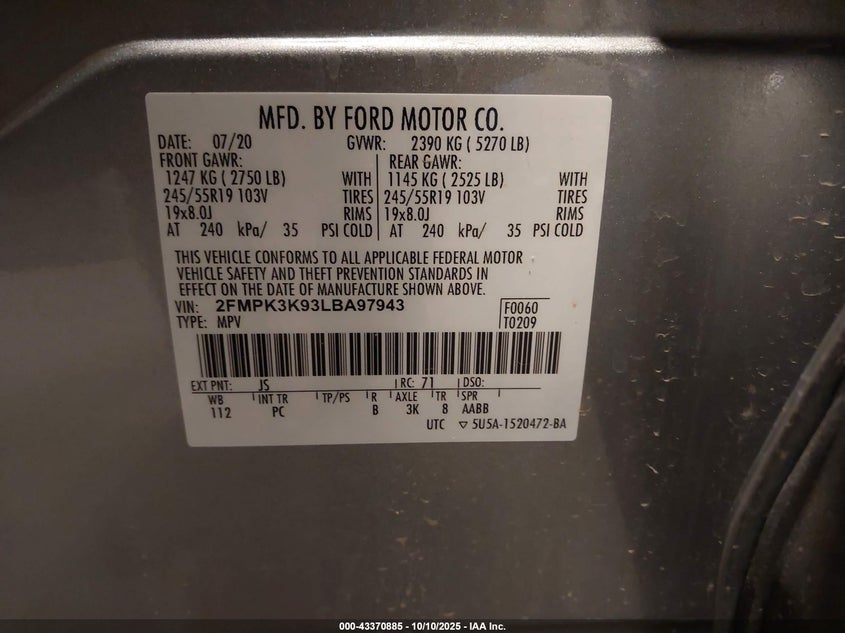 MFD. BY FORD MOTOR CO.
DATE: 07/20 GVWR: 2390 KG ( 5270 LB)
FRONT GAWR: REAR GAWR:
1247 KG ( 2750 LB) WITH 1145 KG ( 2525 LB) WITH
245/55R19 103V TIRES 245/55R19 103V TIRES
19x8.0J RIMS 19x8.0J RIMS
AT 240 kPa/ 35 PSI COLD AT 240 kPa/ 35 PSI COLD
THIS VEHICLE CONFORMS TO ALL APPLICABLE FEDERAL MOTOR
VEHICLE SAFETY AND THEFT PREVENTION STANDARDS IN
EFFECT ON THE DATE OF MANUFACTURE SHOWN ABOVE.
VIN: 2FMPK3K93LBA97943 F0060
TYPE: MPV T0209
EXT PNT: JS RC: 71 DSO:
WB INT TR TP/PS R AXLE TR SPR
112 PC B 3K 8 AABB
UTC ▽ 5U5A-1520472-BA
000-43370885 - 10/10/2025 - IAA Inc.